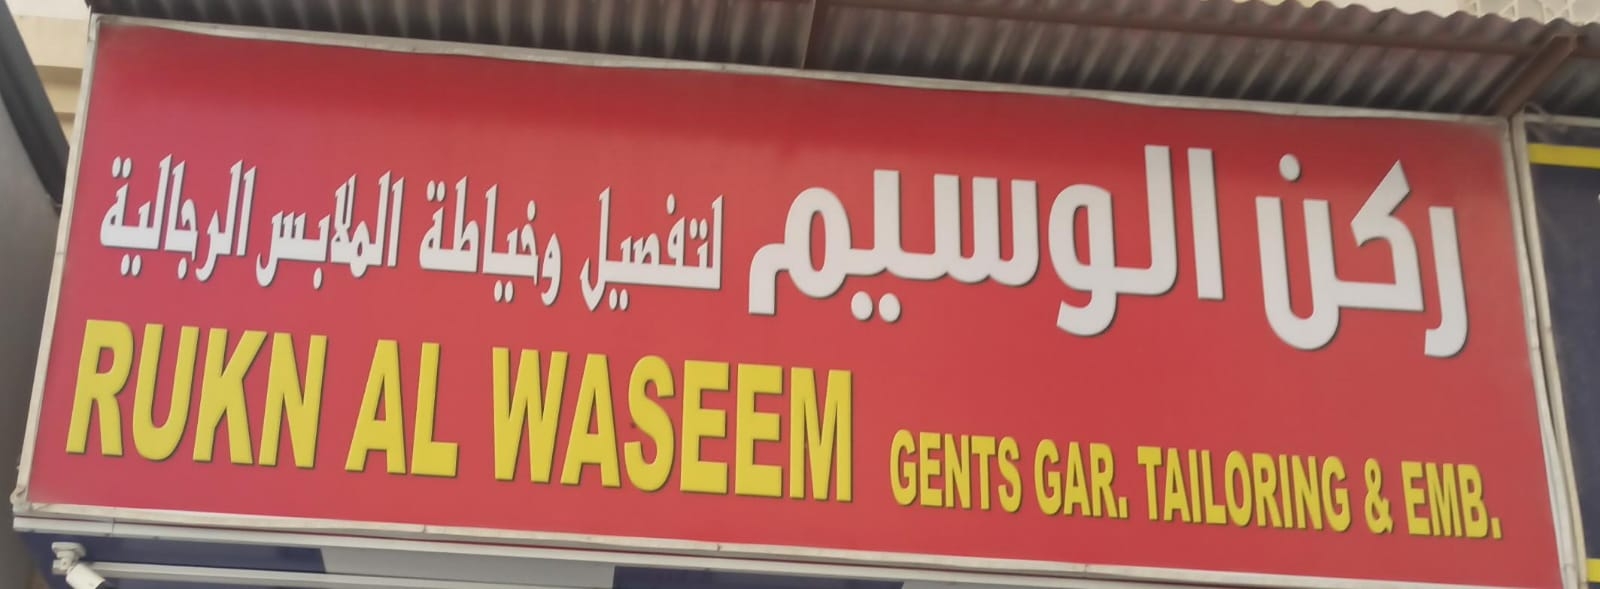 ركن الوسيم لتفصيل وخياطة الملابس الرجالية
RUKN AL WASEEM GENTS GAR. TAILORING & EMB.